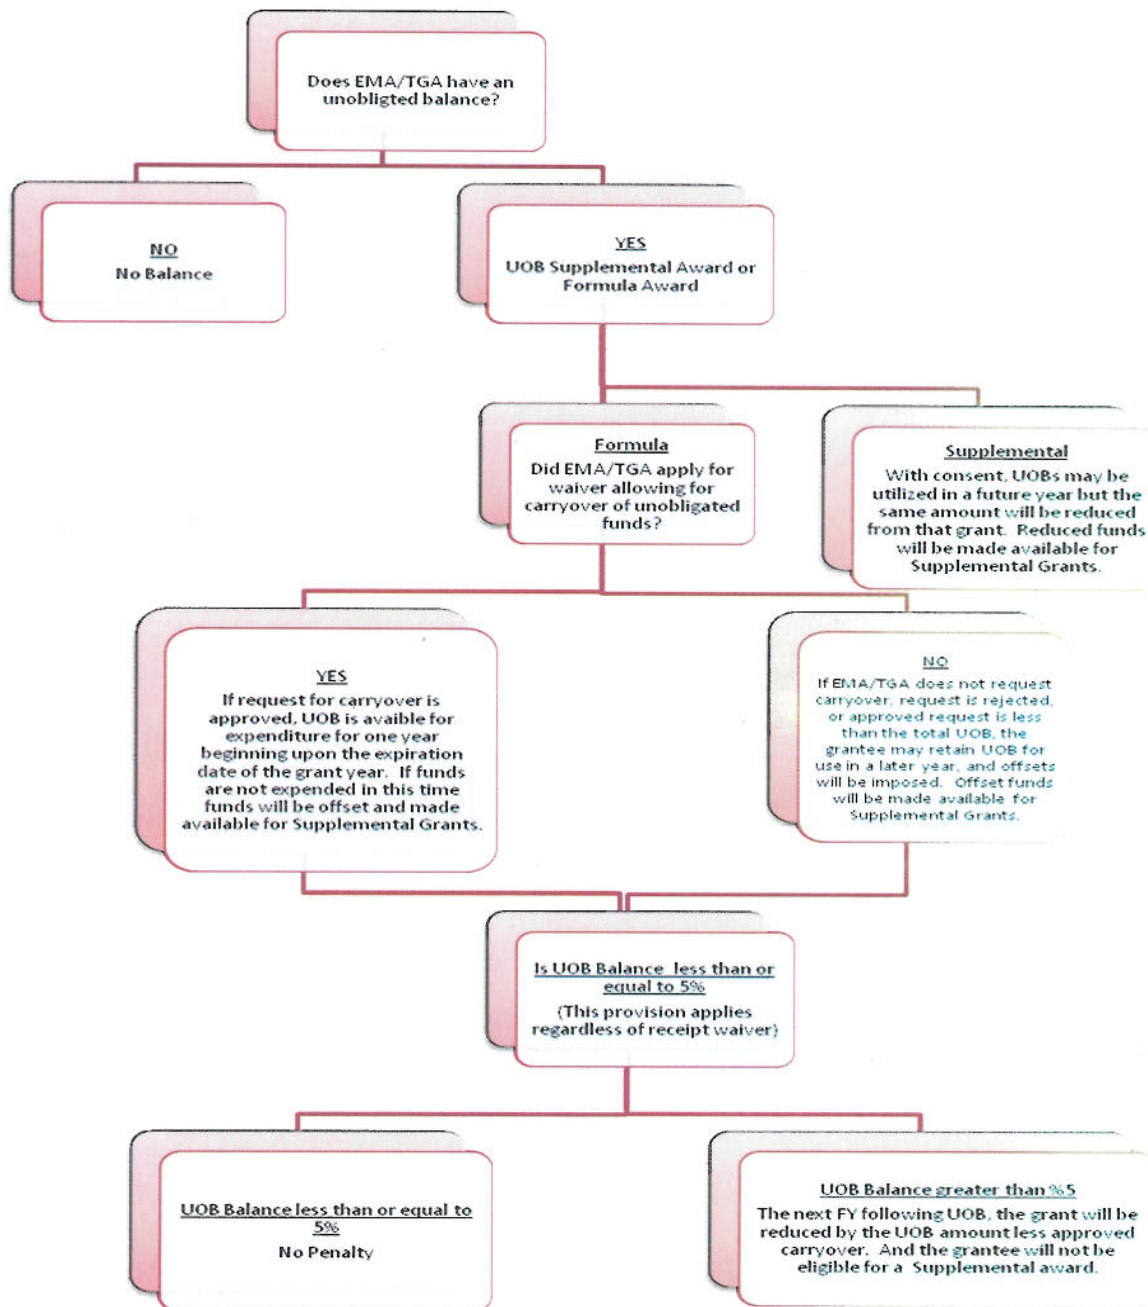 Does EMA/TGA have an
unobligted balance?
NO
No Balance
YES
UOB Supplemental Award or
Formula Award
Formula
Did EMA/TGA apply for
waiver allowing for
carryover of unobligated
funds?
Supplemental
With consent, UOBs may be
utilized in a future year but the
same amount will be reduced
from that grant. Reduced funds
will be made available for
Supplemental Grants.
YES
If request for carryover is
approved, UOB is avaible for
expenditure for one year
beginning upon the expiration
date of the grant year. If funds
are not expended in this time
funds will be offset and made
available for Supplemental Grants.
NO
If EMA/TGA does not request
carryover, request is rejected,
or approved request is less
than the total UOB, the
grantee may retain UOB for
use in a later year, and offsets
will be imposed. Offset funds
will be made available for
Supplemental Grants.
Is UOB Balance less than or
equal to 5%
(This provision applies
regardless of receipt waiver)
UOB Balance less than or equal to
5%
No Penalty
UOB Balance greater than %5
The next FY following UOB, the grant will be
reduced by the UOB amount less approved
carryover. And the grantee will not be
eligible for a Supplemental award.